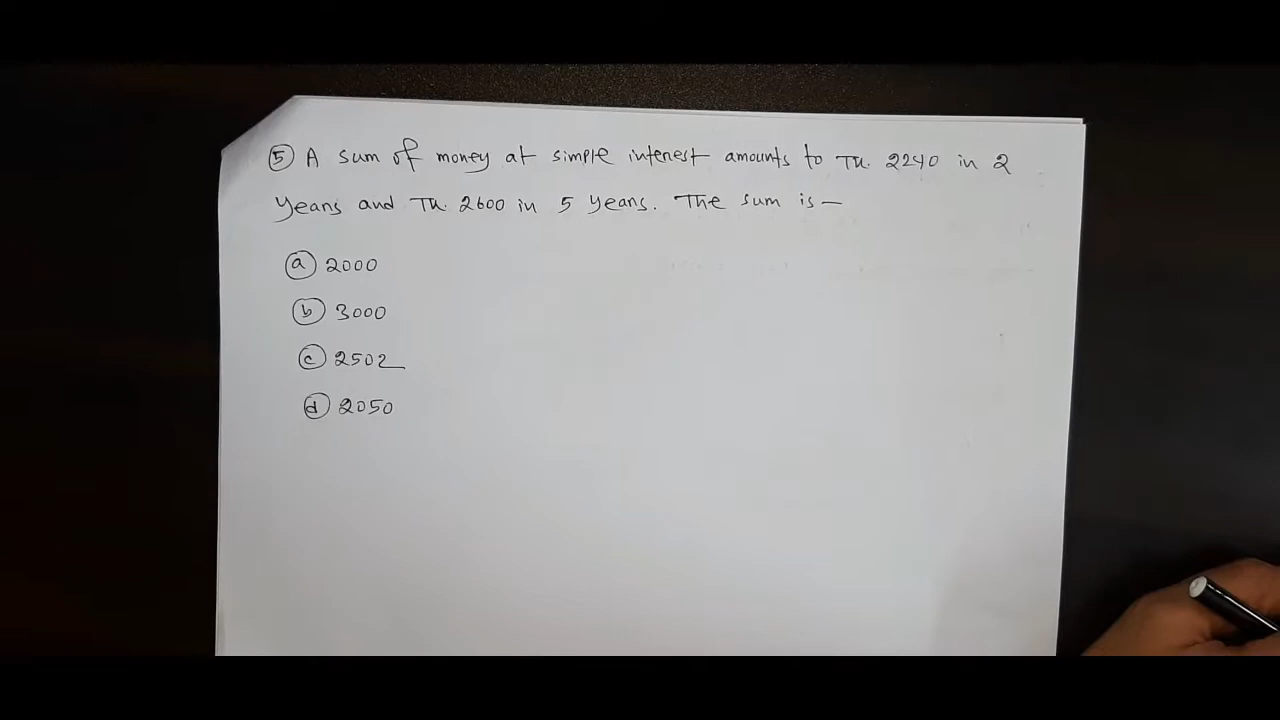 ⑤ A sum of money at simple interest amounts to TK. 2240 in 2
years and TK. 2600 in 5 years. The sum is —
ⓐ 2000
ⓑ 3000
ⓒ 2502
ⓓ 2050